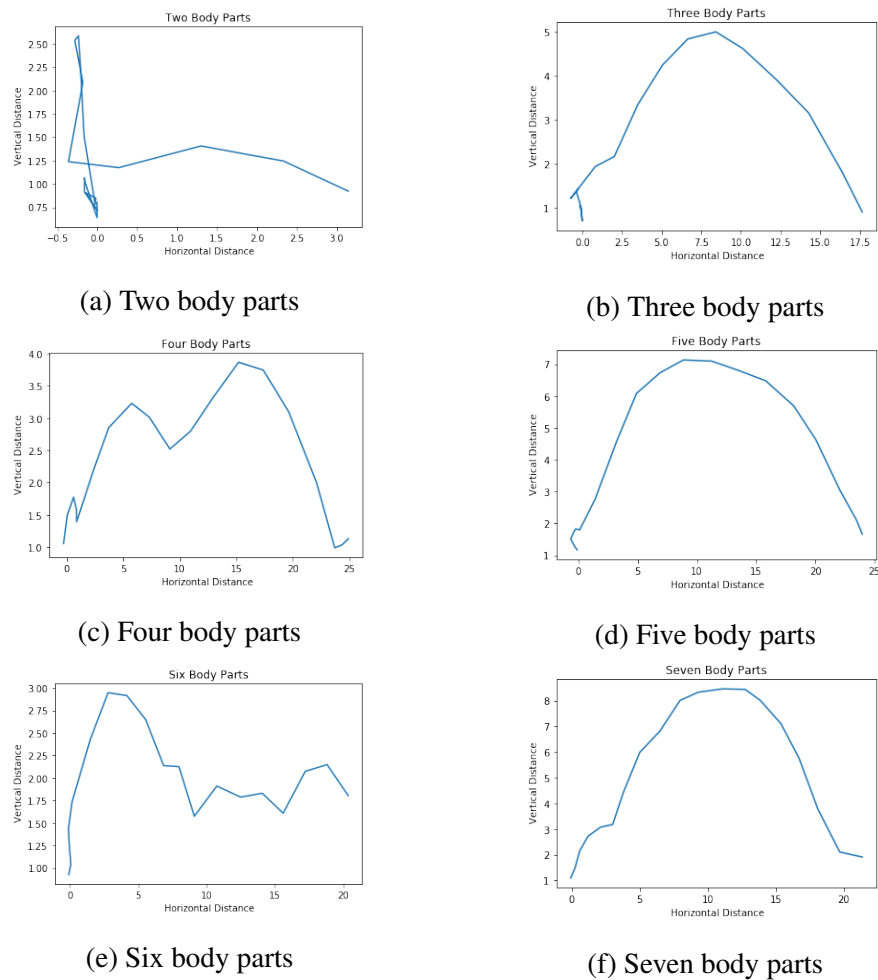 Two Body Parts
2.50
2.25
2.00
1.75
1.50
1.25
1.00
0.75
Vertical Distance
−0.5 0.0 0.5 1.0 1.5 2.0 2.5 3.0
Horizontal Distance
(a) Two body parts
Three Body Parts
5
4
3
2
1
Vertical Distance
0.0 2.5 5.0 7.5 10.0 12.5 15.0 17.5
Horizontal Distance
(b) Three body parts
Four Body Parts
4.0
3.5
3.0
2.5
2.0
1.5
1.0
Vertical Distance
0 5 10 15 20 25
Horizontal Distance
(c) Four body parts
Five Body Parts
7
6
5
4
3
2
1
Vertical Distance
0 5 10 15 20 25
Horizontal Distance
(d) Five body parts
Six Body Parts
3.00
2.75
2.50
2.25
2.00
1.75
1.50
1.25
1.00
Vertical Distance
0 5 10 15 20
Horizontal Distance
(e) Six body parts
Seven Body Parts
8
7
6
5
4
3
2
1
Vertical Distance
0 5 10 15 20
Horizontal Distance
(f) Seven body parts